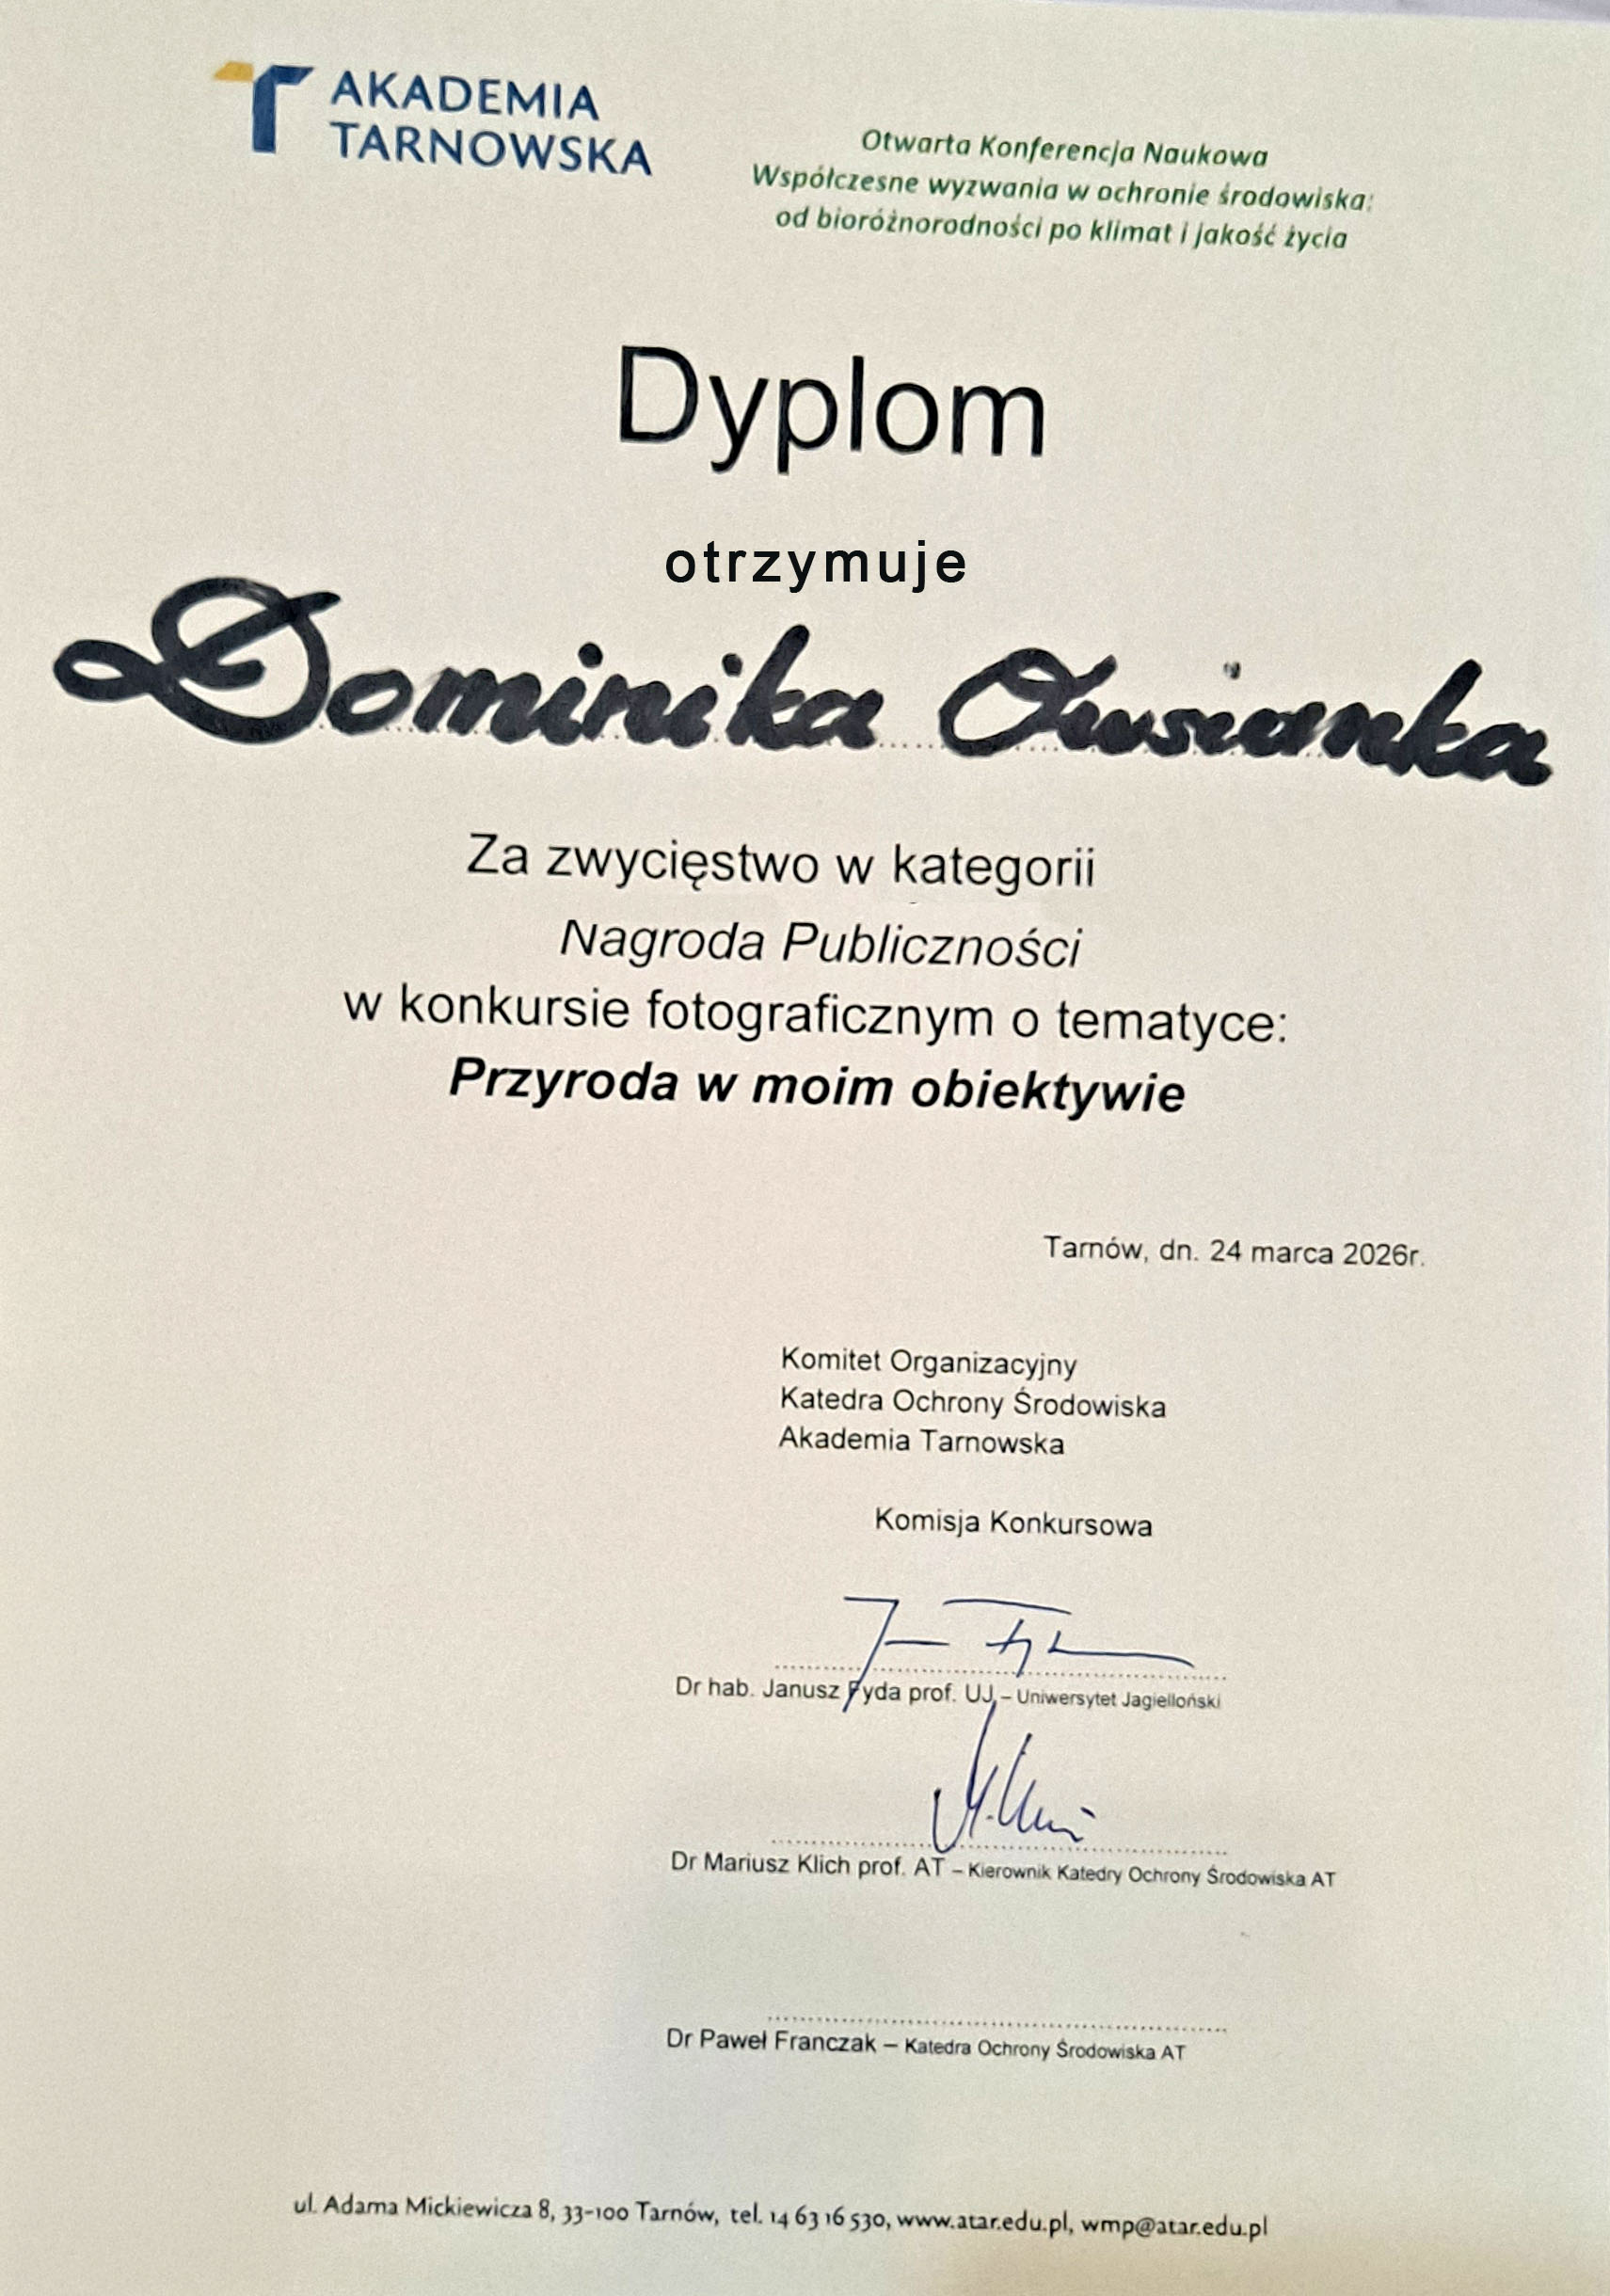 AKADEMIA
TARNOWSKA
Otwarta Konferencja Naukowa
Współczesne wyzwania w ochronie środowiska:
od bioróżnorodności po klimat i jakość życia
Dyplom
otrzymuje
Dominika Owsianka
Za zwycięstwo w kategorii
Nagroda Publiczności
w konkursie fotograficznym o tematyce:
Przyroda w moim obiektywie
Tarnów, dn. 24 marca 2026r.
Komitet Organizacyjny
Katedra Ochrony Środowiska
Akademia Tarnowska
Komisja Konkursowa
Dr hab. Janusz Fyda prof. UJ – Uniwersytet Jagielloński
Dr Mariusz Klich prof. AT – Kierownik Katedry Ochrony Środowiska AT
Dr Paweł Franczak – Katedra Ochrony Środowiska AT
ul. Adama Mickiewicza 8, 33-100 Tarnów, tel. 14 63 16 530, www.atar.edu.pl, wmp@atar.edu.pl